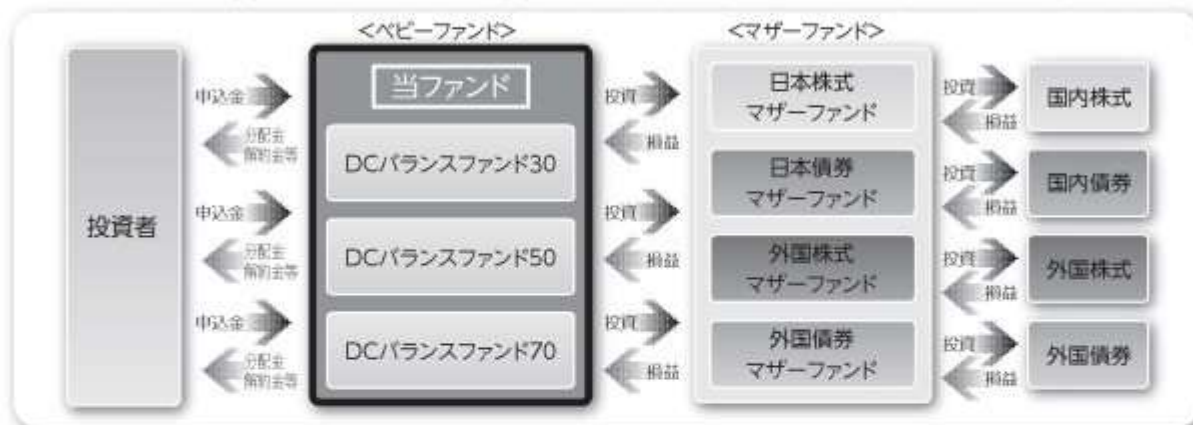 <ベビーファンド>
<マザーファンド>
投資者
申込金
分配金
解約金等
申込金
分配金
解約金等
申込金
分配金
解約金等
当ファンド
DCバランスファンド30
DCバランスファンド50
DCバランスファンド70
投資
損益
投資
損益
投資
損益
日本株式
マザーファンド
日本債券
マザーファンド
外国株式
マザーファンド
外国債券
マザーファンド
投資
損益
投資
損益
投資
損益
投資
損益
国内株式
国内債券
外国株式
外国債券